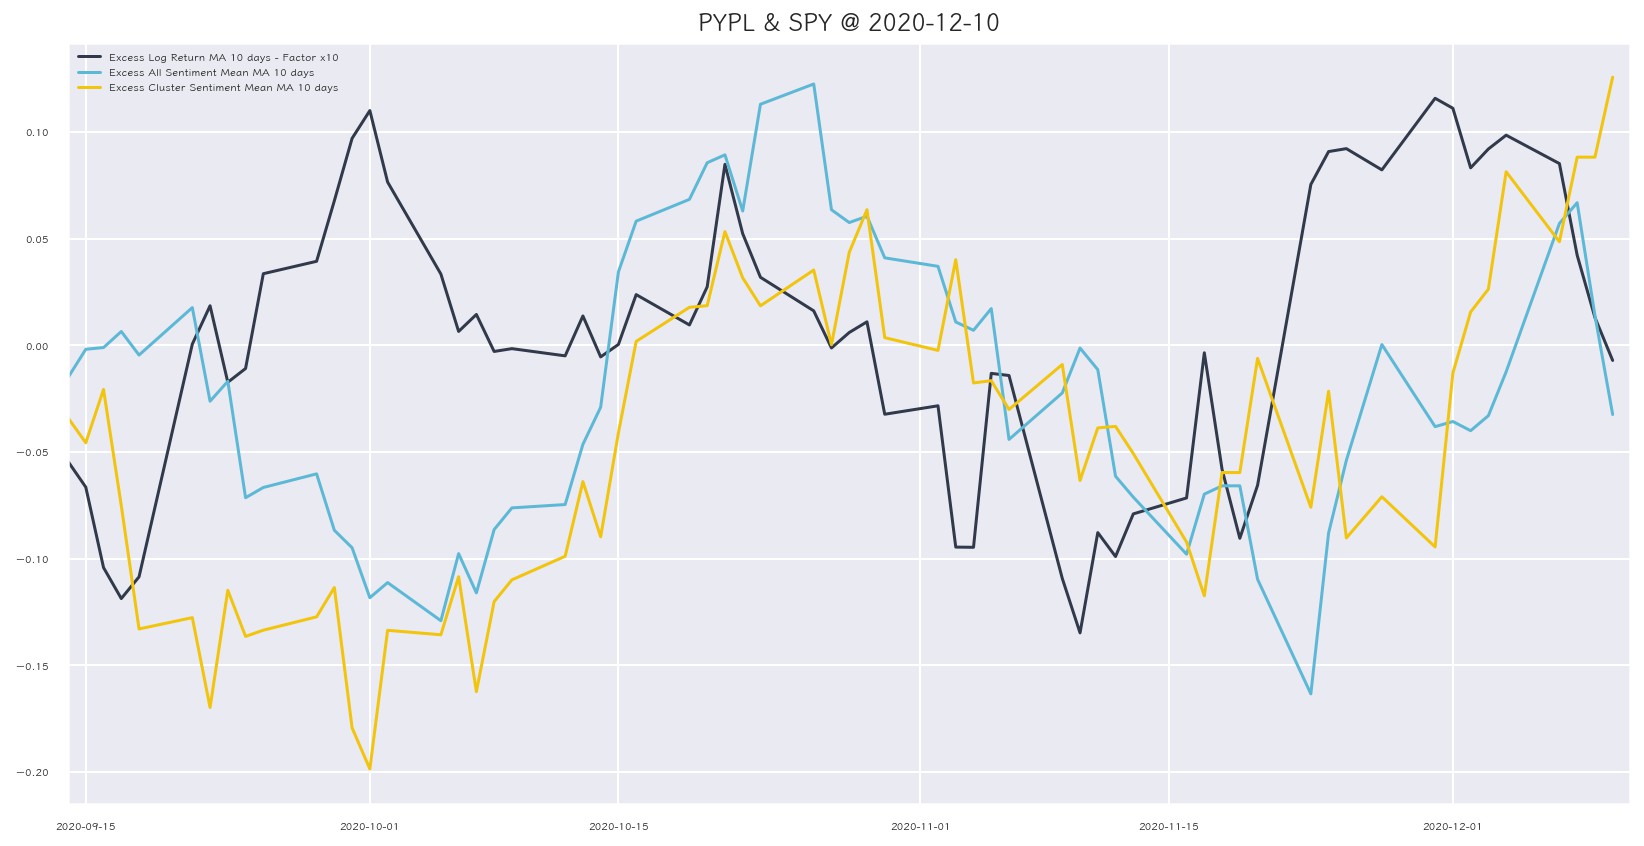 PYPL & SPY @ 2020-12-10
Excess Log Return MA 10 days - Factor x10
Excess All Sentiment Mean MA 10 days
Excess Cluster Sentiment Mean MA 10 days
0.10
0.05
0.00
−0.05
−0.10
−0.15
−0.20
2020-09-15 2020-10-01 2020-10-15 2020-11-01 2020-11-15 2020-12-01